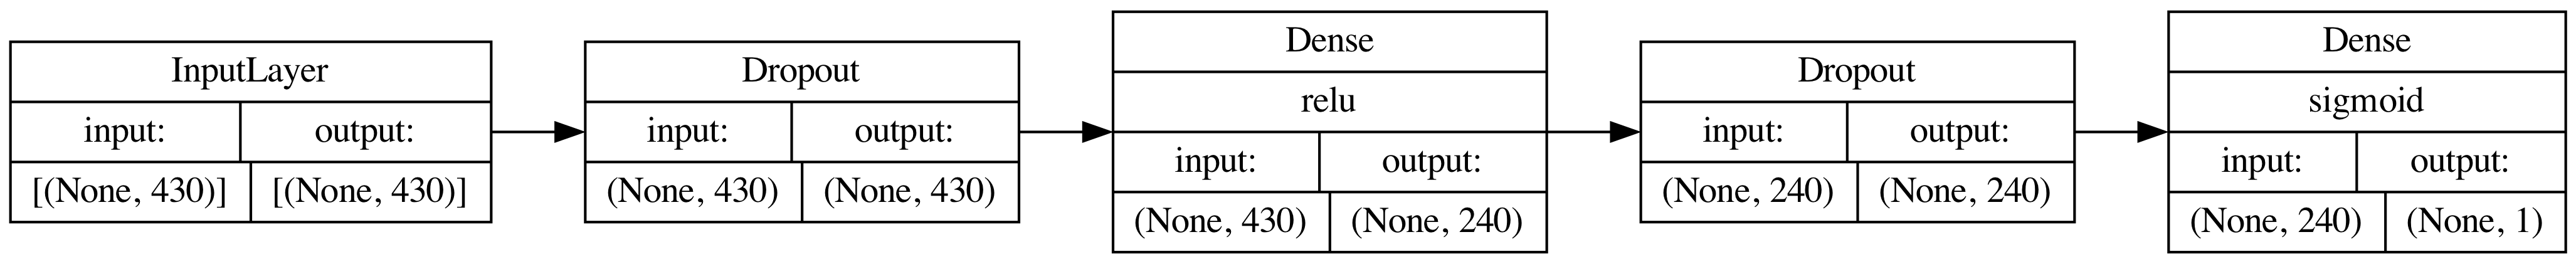 InputLayer
input: output:
[(None, 430)] [(None, 430)]
Dropout
input: output:
(None, 430) (None, 430)
Dense
relu
input: output:
(None, 430) (None, 240)
Dropout
input: output:
(None, 240) (None, 240)
Dense
sigmoid
input: output:
(None, 240) (None, 1)